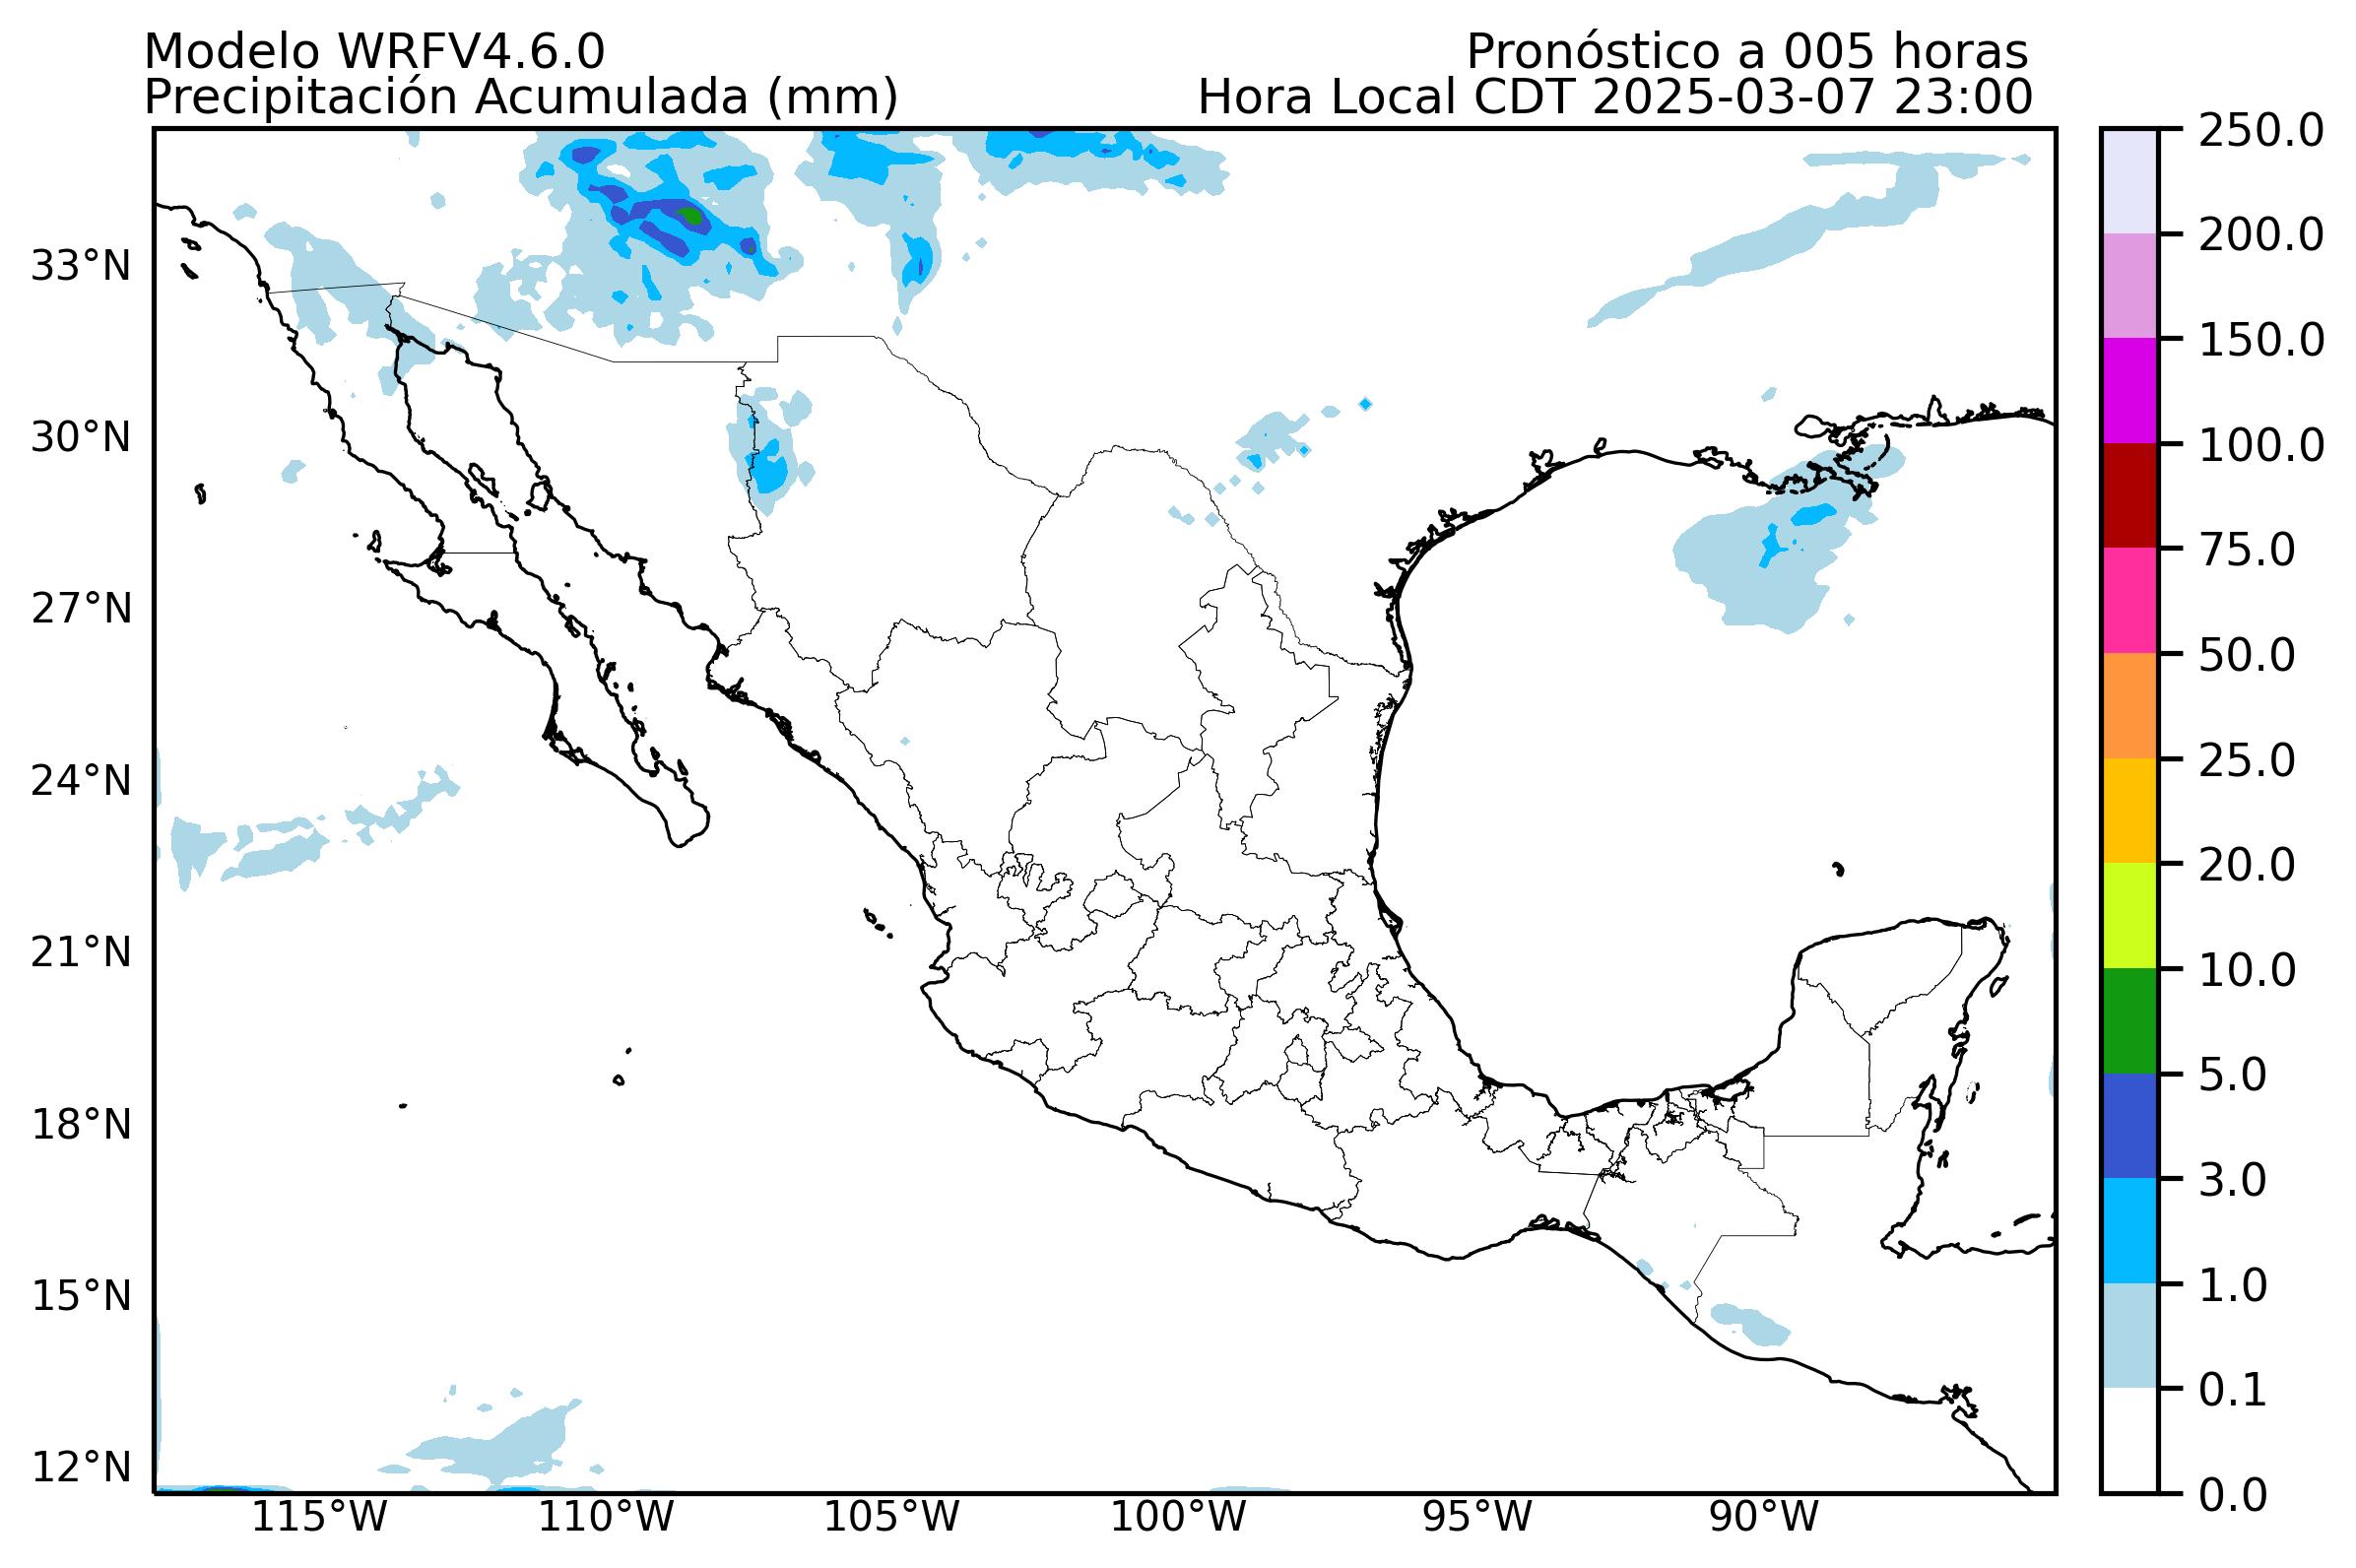 Modelo WRFV4.6.0
Pronóstico a 005 horas
Precipitación Acumulada (mm)
Hora Local CDT 2025-03-07 23:00
33°N
30°N
27°N
24°N
21°N
18°N
15°N
12°N
115°W
110°W
105°W
100°W
95°W
90°W
250.0
200.0
150.0
100.0
75.0
50.0
25.0
20.0
10.0
5.0
3.0
1.0
0.1
0.0